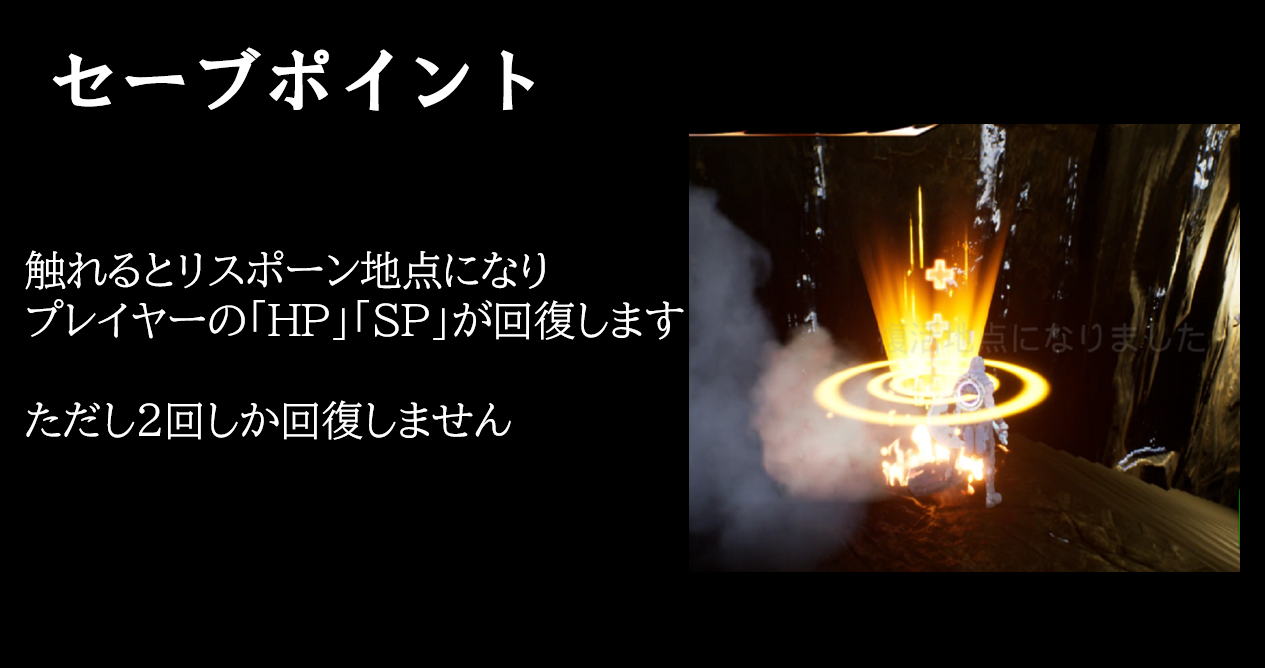 セーブポイント
触れるとリスポーン地点になり
プレイヤーの「HP」「SP」が回復します
ただし2回しか回復しません
復活地点になりました